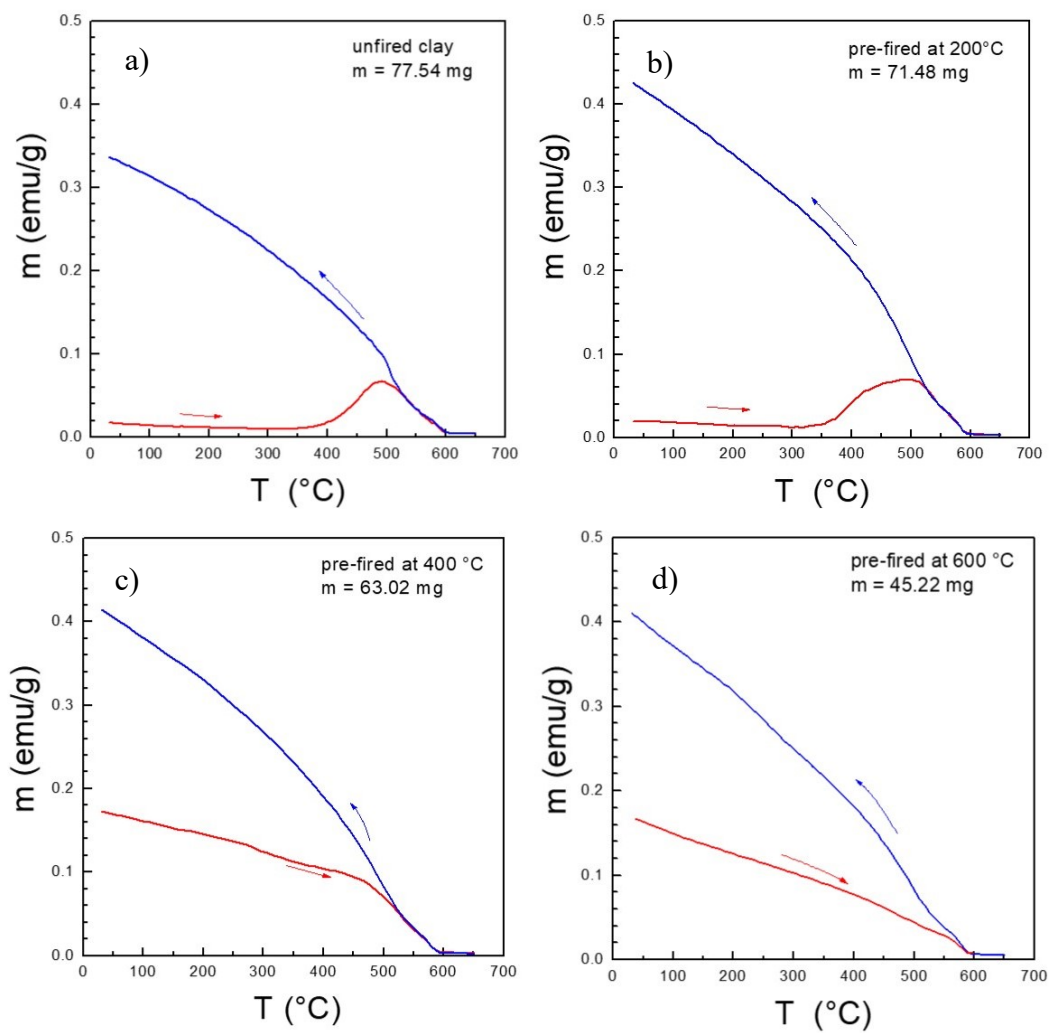 a)
unfired clay
m = 77.54 mg
m (emu/g)
0.5
0.4
0.3
0.2
0.1
0.0
0 100 200 300 400 500 600 700
T (°C)
b)
pre-fired at 200°C
m = 71.48 mg
m (emu/g)
0.5
0.4
0.3
0.2
0.1
0.0
0 100 200 300 400 500 600 700
T (°C)
c)
pre-fired at 400 °C
m = 63.02 mg
m (emu/g)
0.5
0.4
0.3
0.2
0.1
0.0
0 100 200 300 400 500 600 700
T (°C)
d)
pre-fired at 600 °C
m = 45.22 mg
m (emu/g)
0.5
0.4
0.3
0.2
0.1
0.0
0 100 200 300 400 500 600 700
T (°C)